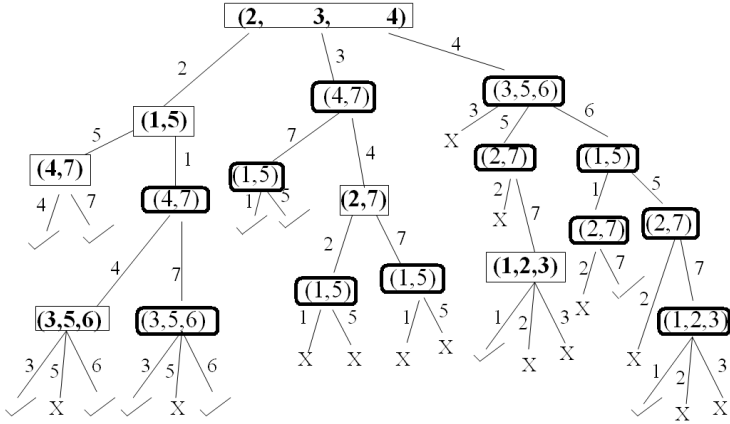 (2, 3, 4)
2 3 4
(4,7) (3,5,6)
(1,5) 3 5 6
5 1 7 4 X
(4,7) (4,7) (1,5) (2,7) (2,7) (1,5)
4 7 1 5 2 7 1 5
X (2,7) (2,7)
4 7 2 7 2 7 2 7
(1,5) (1,5) (1,2,3) X
(3,5,6) (3,5,6) 1 5 1 5 1 2 3 (1,2,3)
X X X X X X X
3 5 6 3 5 6 1 2 3
X X X X